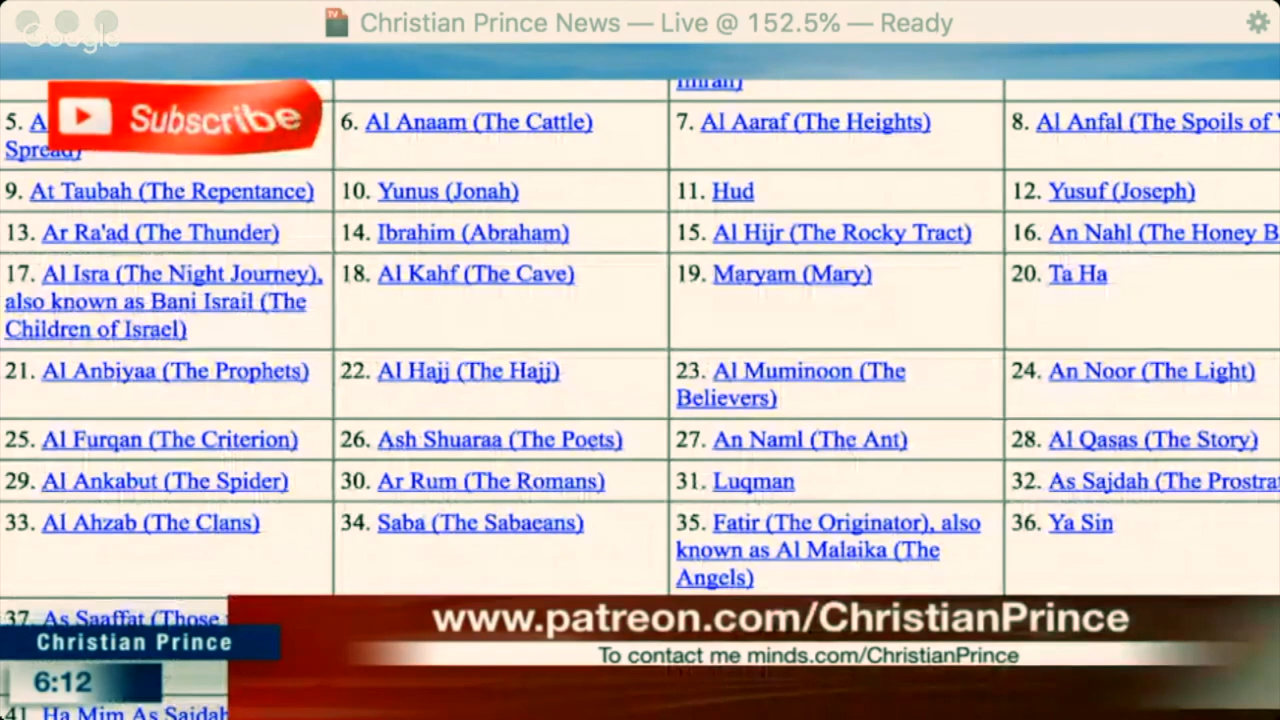 Christian Prince News — Live @ 152.5% — Ready
Google
Imran)
Subscribe
5. A
Spread)
6. Al Anaam (The Cattle)
7. Al Aaraf (The Heights)
8. Al Anfal (The Spoils of
9. At Taubah (The Repentance)
10. Yunus (Jonah)
11. Hud
12. Yusuf (Joseph)
13. Ar Ra'ad (The Thunder)
14. Ibrahim (Abraham)
15. Al Hijr (The Rocky Tract)
16. An Nahl (The Honey B
17. Al Isra (The Night Journey),
also known as Bani Israil (The
Children of Israel)
18. Al Kahf (The Cave)
19. Maryam (Mary)
20. Ta Ha
21. Al Anbiyaa (The Prophets)
22. Al Hajj (The Hajj)
23. Al Muminoon (The
Believers)
24. An Noor (The Light)
25. Al Furqan (The Criterion)
26. Ash Shuaraa (The Poets)
27. An Naml (The Ant)
28. Al Qasas (The Story)
29. Al Ankabut (The Spider)
30. Ar Rum (The Romans)
31. Luqman
32. As Sajdah (The Prostra
33. Al Ahzab (The Clans)
34. Saba (The Sabaeans)
35. Fatir (The Originator), also
known as Al Malaika (The
Angels)
36. Ya Sin
37. As Saaffat (Those
www.patreon.com/ChristianPrince
Christian Prince
To contact me minds.com/ChristianPrince
6:12
41. Ha Mim As Sajdah